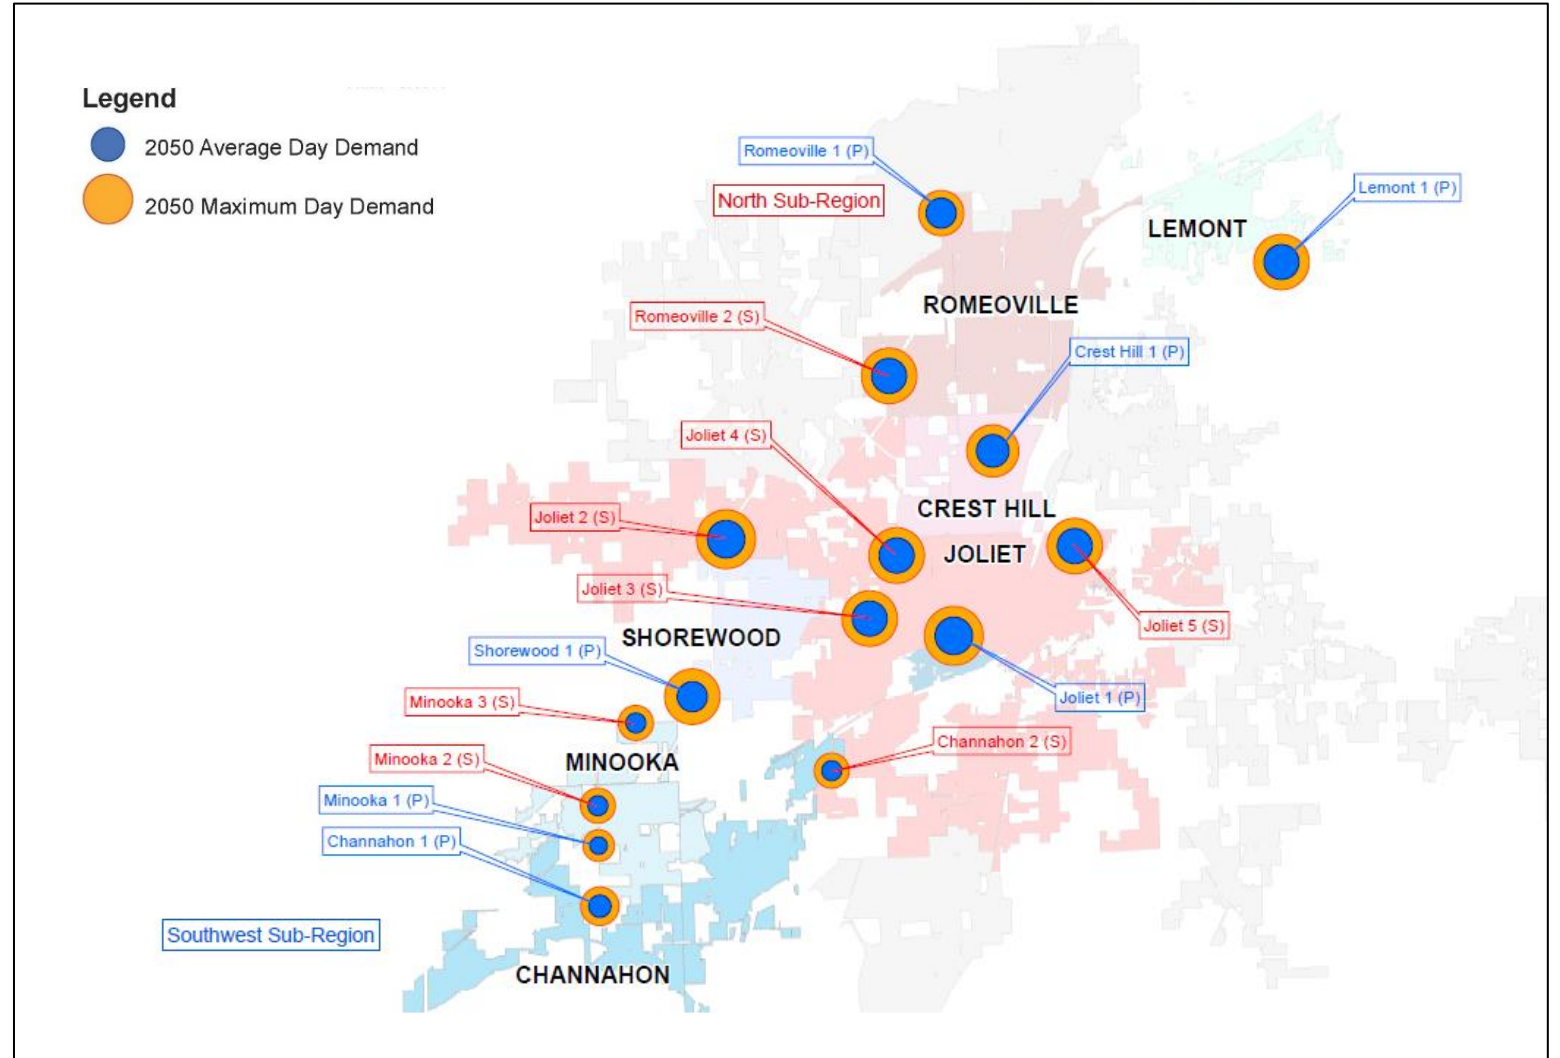 Legend
2050 Average Day Demand
2050 Maximum Day Demand
Romeoville 1 (P)
North Sub-Region
Lemont 1 (P)
LEMONT
ROMEOVILLE
Romeoville 2 (S)
Crest Hill 1 (P)
Joliet 4 (S)
CREST HILL
Joliet 2 (S)
JOLIET
Joliet 3 (S)
Joliet 5 (S)
SHOREWOOD
Shorewood 1 (P)
Joliet 1 (P)
Minooka 3 (S)
Channahon 2 (S)
Minooka 2 (S)
MINOOKA
Minooka 1 (P)
Channahon 1 (P)
Southwest Sub-Region
CHANNAHON